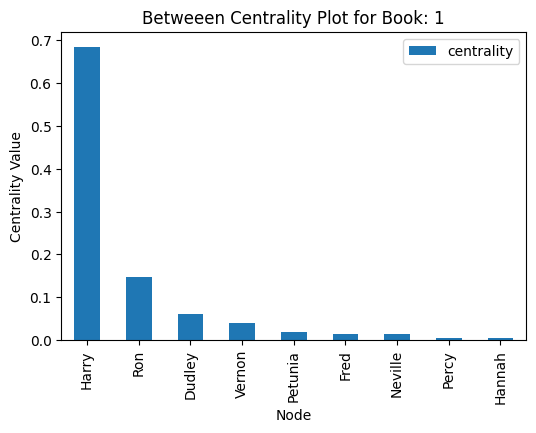 Betweeen Centrality Plot for Book: 1
centrality
Centrality Value
0.7
0.6
0.5
0.4
0.3
0.2
0.1
0.0
Harry
Ron
Dudley
Vernon
Petunia
Fred
Neville
Percy
Hannah
Node